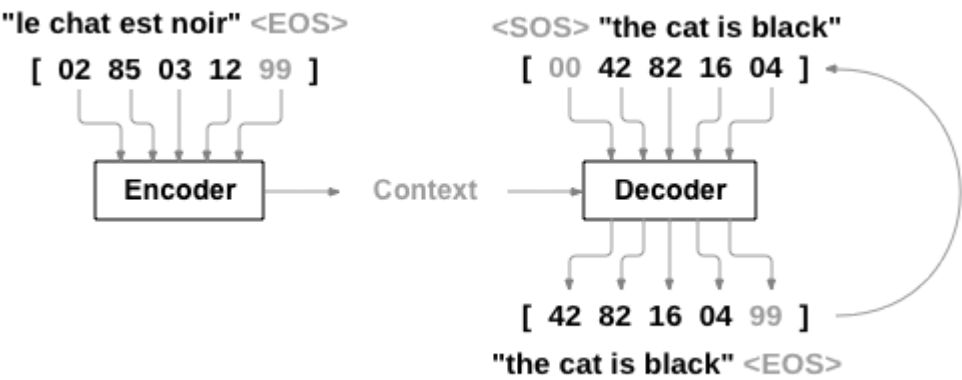 "le chat est noir" <EOS>
[ 02 85 03 12 99 ]
Encoder
Context
<SOS> "the cat is black"
[ 00 42 82 16 04 ]
Decoder
[ 42 82 16 04 99 ]
"the cat is black" <EOS>